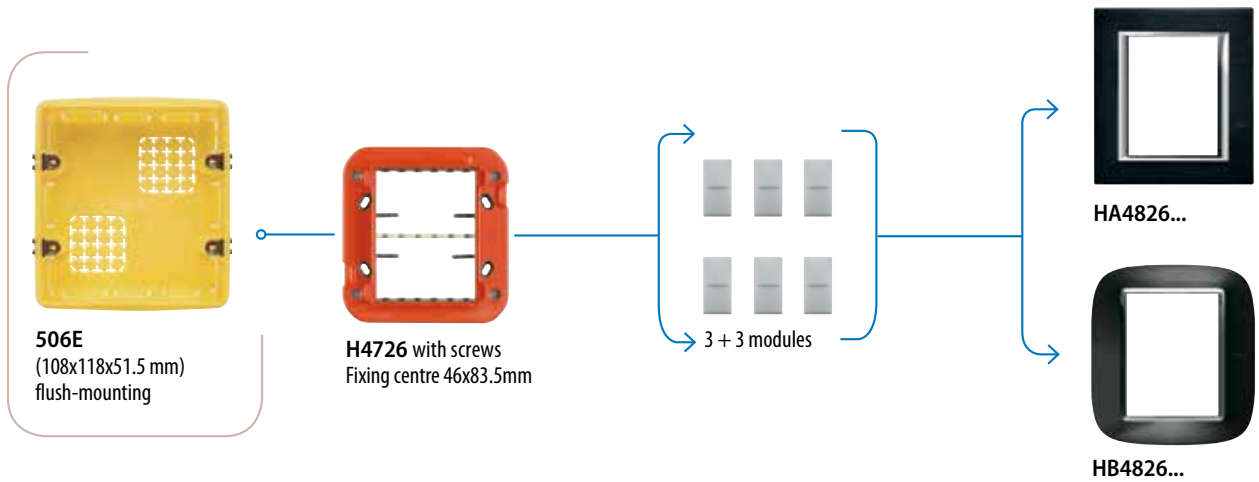 506E
(108x118x51.5 mm)
flush-mounting
H4726 with screws
Fixing centre 46x83.5mm
3 + 3 modules
HA4826...
HB4826...